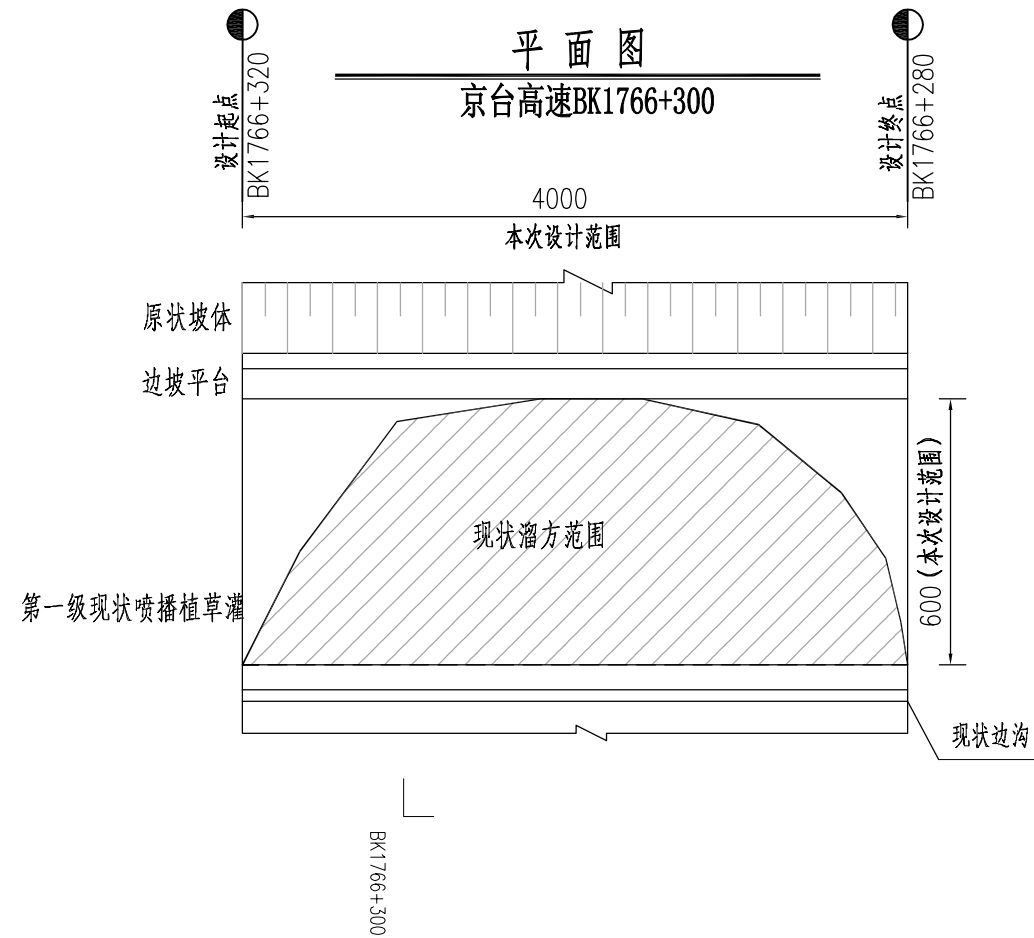 平面图
京台高速BK1766+300
设计起点
BK1766+320
设计终点
BK1766+280
4000
本次设计范围
原状坡体
边坡平台
现状溜方范围
600(本次设计范围)
第一级现状喷播植草灌
现状边沟
BK1766+300